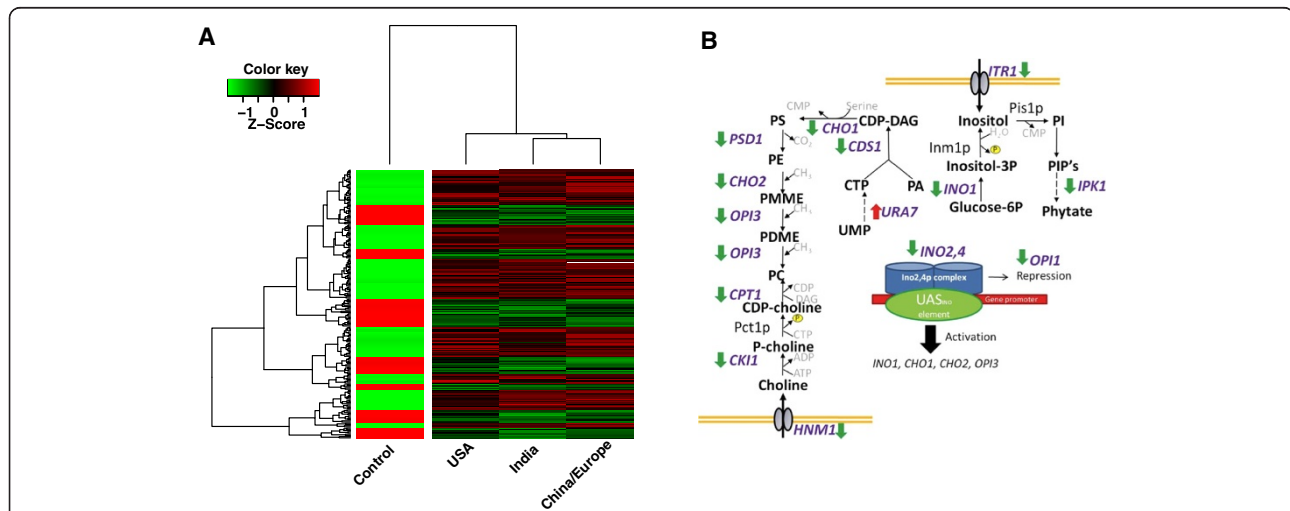 A
Color key
−1 0 1
Z−Score
Control
USA
India
China/Europe
B
ITR1
CMP
Serine
PS
CDP-DAG
CHO1
Inositol
Pis1p
PI
H2O
CMP
PSD1
CO2
CDS1
Inm1p
P
PE
Inositol-3P
PIP's
CHO2
CH3
CTP
PA
INO1
IPK1
PMME
Glucose-6P
Phytate
OPI3
CH3
URA7
PDME
UMP
OPI3
CH3
INO2,4
OPI1
PC
Ino2,4p complex
Repression
CDP
CPT1
DAG
UASINO
Gene promoter
CDP-choline
element
Pct1p
P
CTP
Activation
P-choline
ADP
CKI1
INO1, CHO1, CHO2, OPI3
ATP
Choline
HNM1